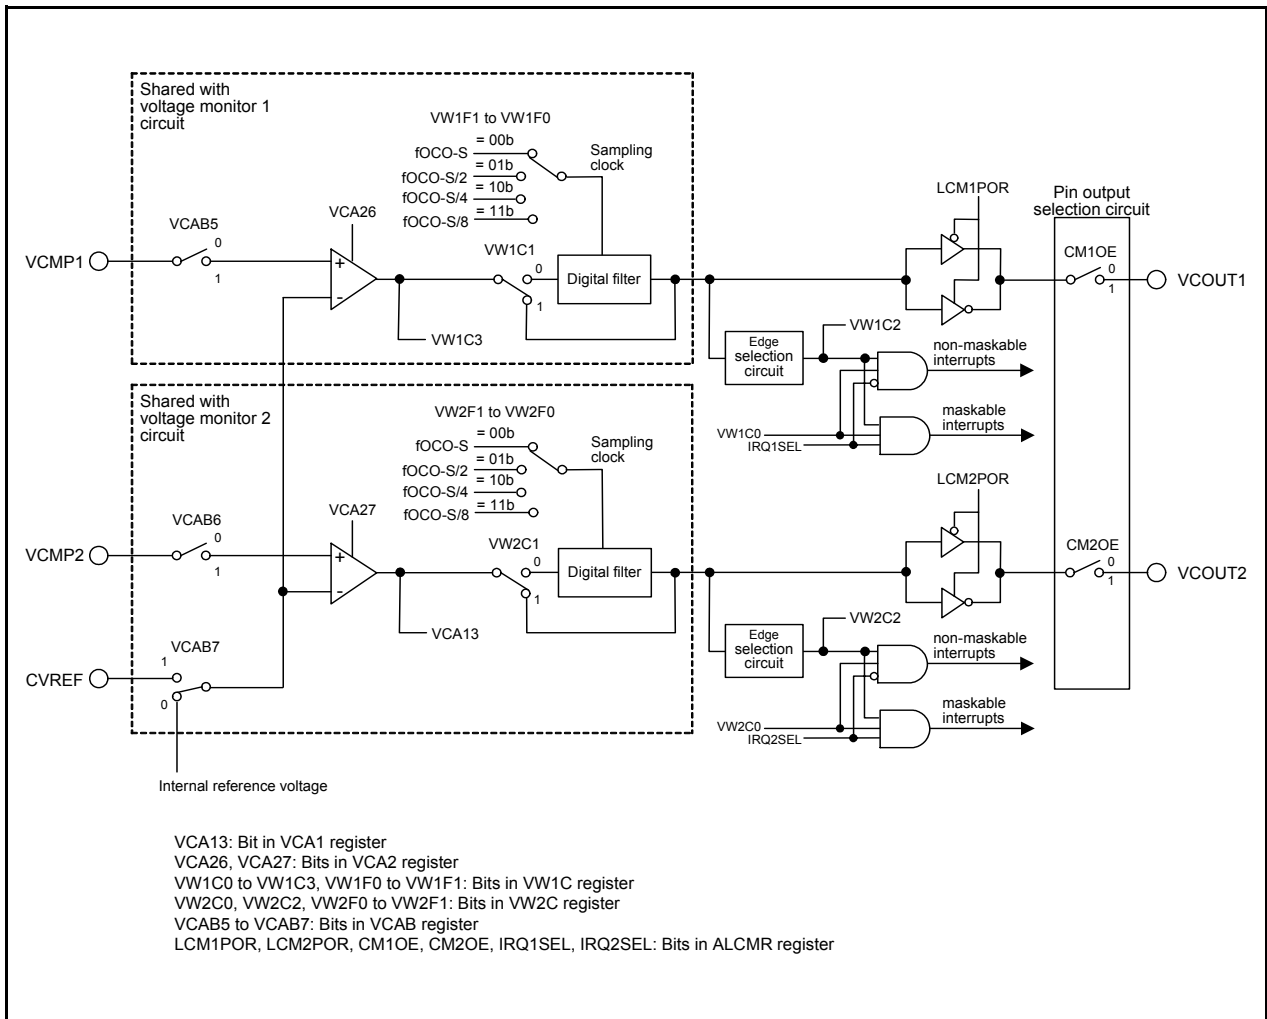 Shared with
voltage monitor 1
circuit
VW1F1 to VW1F0
= 00b
fOCO-S
= 01b
fOCO-S/2
= 10b
fOCO-S/4
= 11b
fOCO-S/8
Sampling
clock
VCAB5
0
1
VCMP1
VCA26
+
-
VW1C3
VW1C1
0
1
Digital filter
LCM1POR
Pin output
selection circuit
CM1OE
0
1
VCOUT1
Edge
selection
circuit
VW1C2
non-maskable
interrupts
maskable
interrupts
VW1C0
IRQ1SEL
Shared with
voltage monitor 2
circuit
VW2F1 to VW2F0
= 00b
fOCO-S
= 01b
fOCO-S/2
= 10b
fOCO-S/4
= 11b
fOCO-S/8
Sampling
clock
VCAB6
0
1
VCMP2
VCA27
+
-
VCA13
VW2C1
0
1
Digital filter
LCM2POR
CM2OE
0
1
VCOUT2
Edge
selection
circuit
VW2C2
non-maskable
interrupts
maskable
interrupts
VW2C0
IRQ2SEL
VCAB7
1
0
CVREF
Internal reference voltage
VCA13: Bit in VCA1 register
VCA26, VCA27: Bits in VCA2 register
VW1C0 to VW1C3, VW1F0 to VW1F1: Bits in VW1C register
VW2C0, VW2C2, VW2F0 to VW2F1: Bits in VW2C register
VCAB5 to VCAB7: Bits in VCAB register
LCM1POR, LCM2POR, CM1OE, CM2OE, IRQ1SEL, IRQ2SEL: Bits in ALCMR register